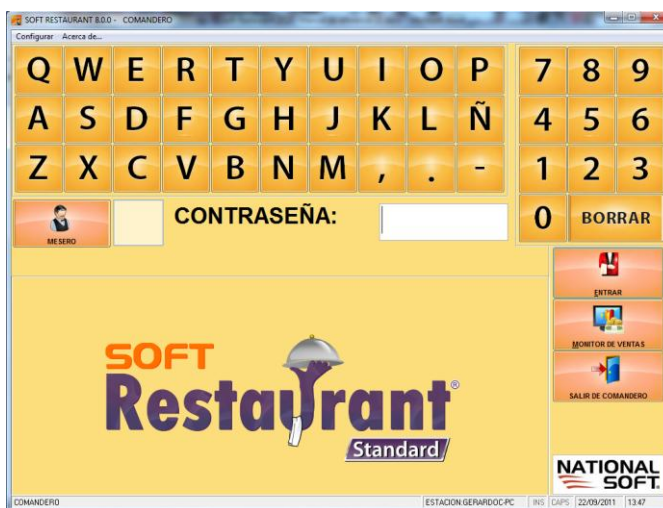 SOFT RESTAURANT 8.0.0 - COMANDERO
Configurar Acerca de...
Q W E R T Y U I O P 7 8 9
A S D F G H J K L Ñ 4 5 6
Z X C V B N M , . - 1 2 3
MESERO
CONTRASEÑA:
0 BORRAR
ENTRAR
MONITOR DE VENTAS
SALIR DE COMANDERO
SOFT
Restaurant®
Standard
NATIONAL
SOFT.
COMANDERO ESTACION:GERARDOC-PC INS CAPS 22/09/2011 13:47